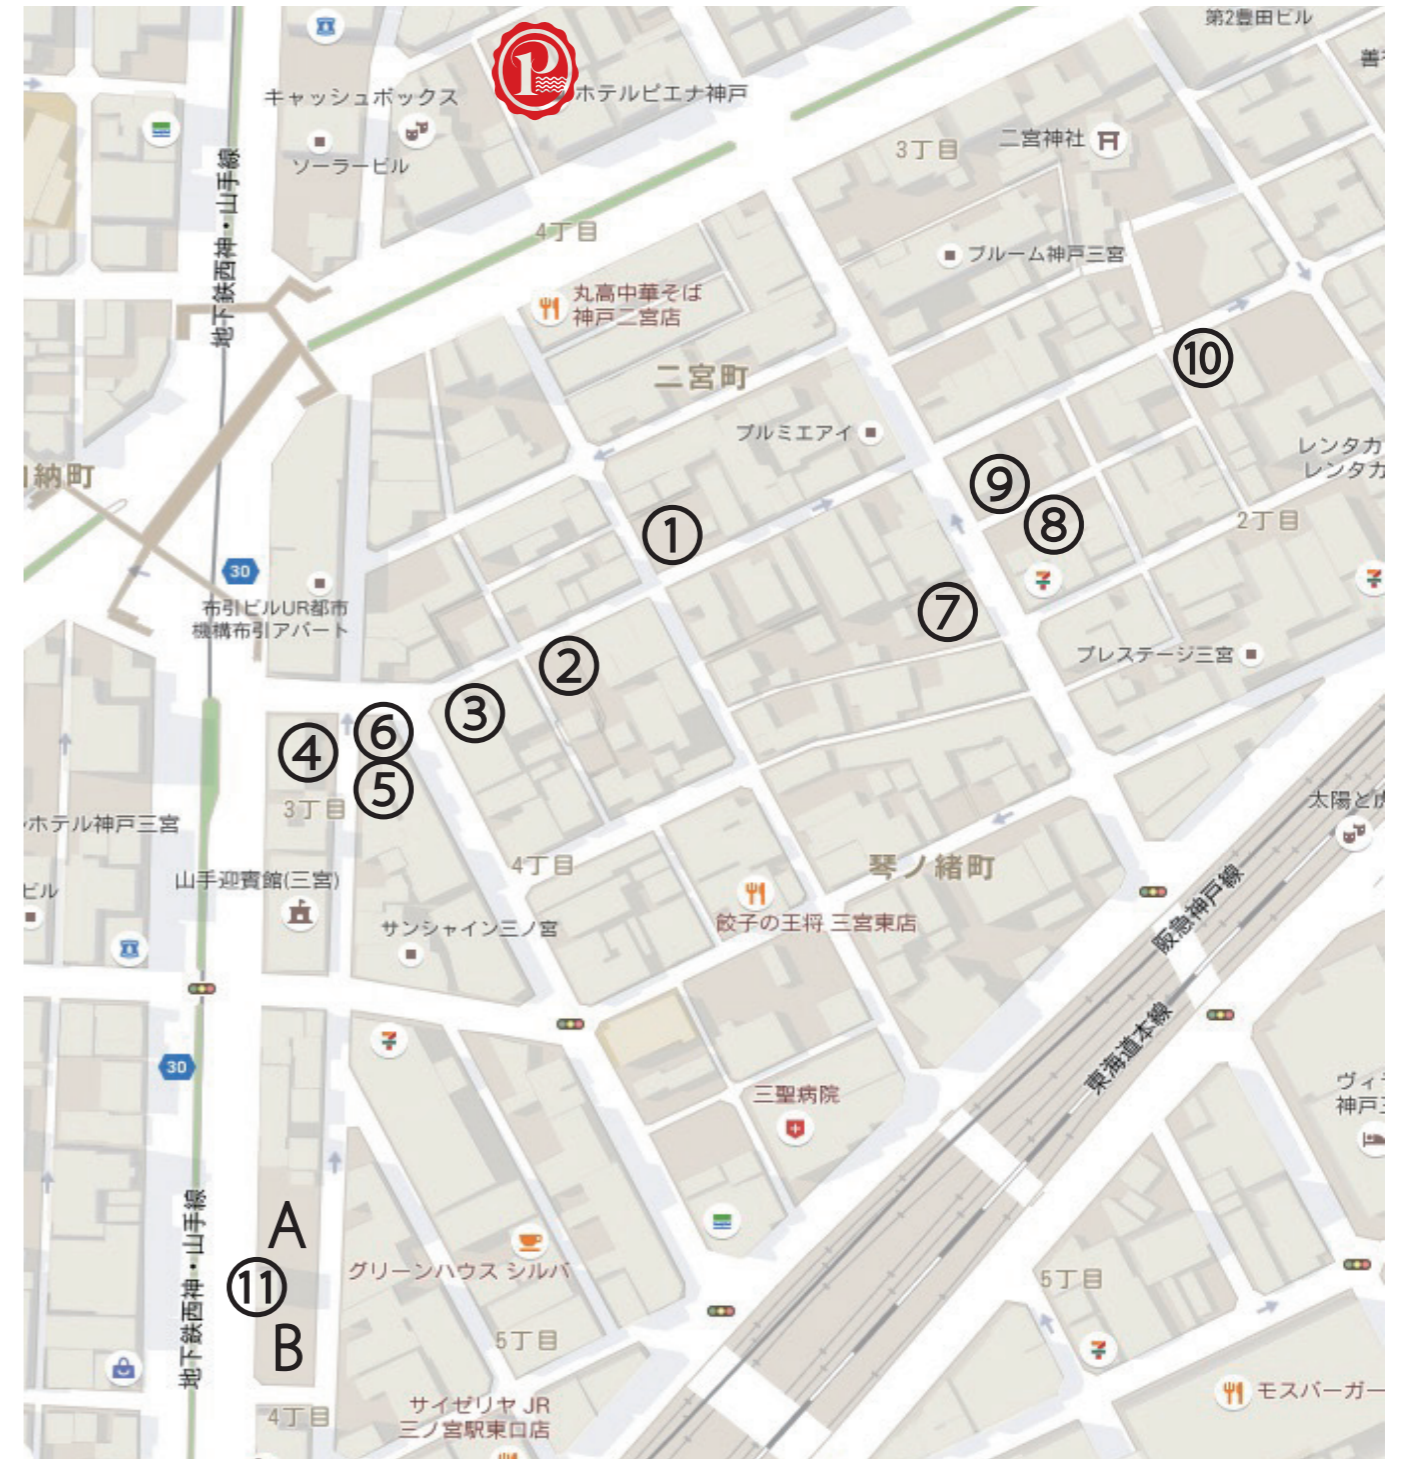 第2豊田ビル
P
キャッシュボックス
ホテルピエナ神戸
ソーラービル
3丁目
二宮神社
地下鉄西神・山手線
4丁目
ブルーム神戸三宮
丸高中華そば
神戸二宮店
⑩
二宮町
プルミエアイ
レンタカ
レンタカ
納町
⑨
⑧
2丁目
①
30
布引ビルUR都市
機構布引アパート
⑦
プレステージ三宮
②
③
④
⑥
⑤
3丁目
太陽と虎
ホテル神戸三宮
4丁目
琴ノ緒町
ビル
山手迎賓館(三宮)
サンシャイン三ノ宮
餃子の王将 三宮東店
阪急神戸線
東海道本線
30
三聖病院
ヴィ
神戸三
地下鉄西神・山手線
A
⑪
B
グリーンハウス シルバ
5丁目
5丁目
4丁目
サイゼリヤ JR
三ノ宮駅東口店
モスバーガー